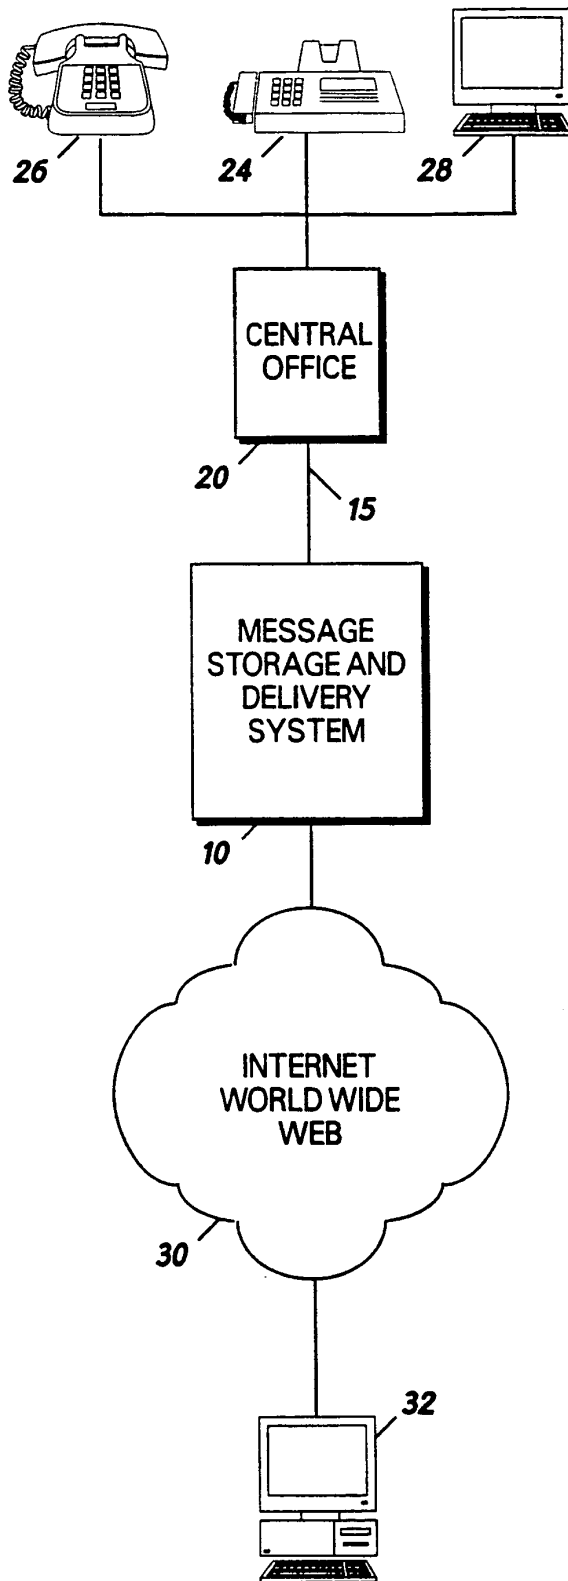 26
24
28
CENTRAL
OFFICE
20
15
MESSAGE
STORAGE AND
DELIVERY
SYSTEM
10
INTERNET
WORLD WIDE
WEB
30
32